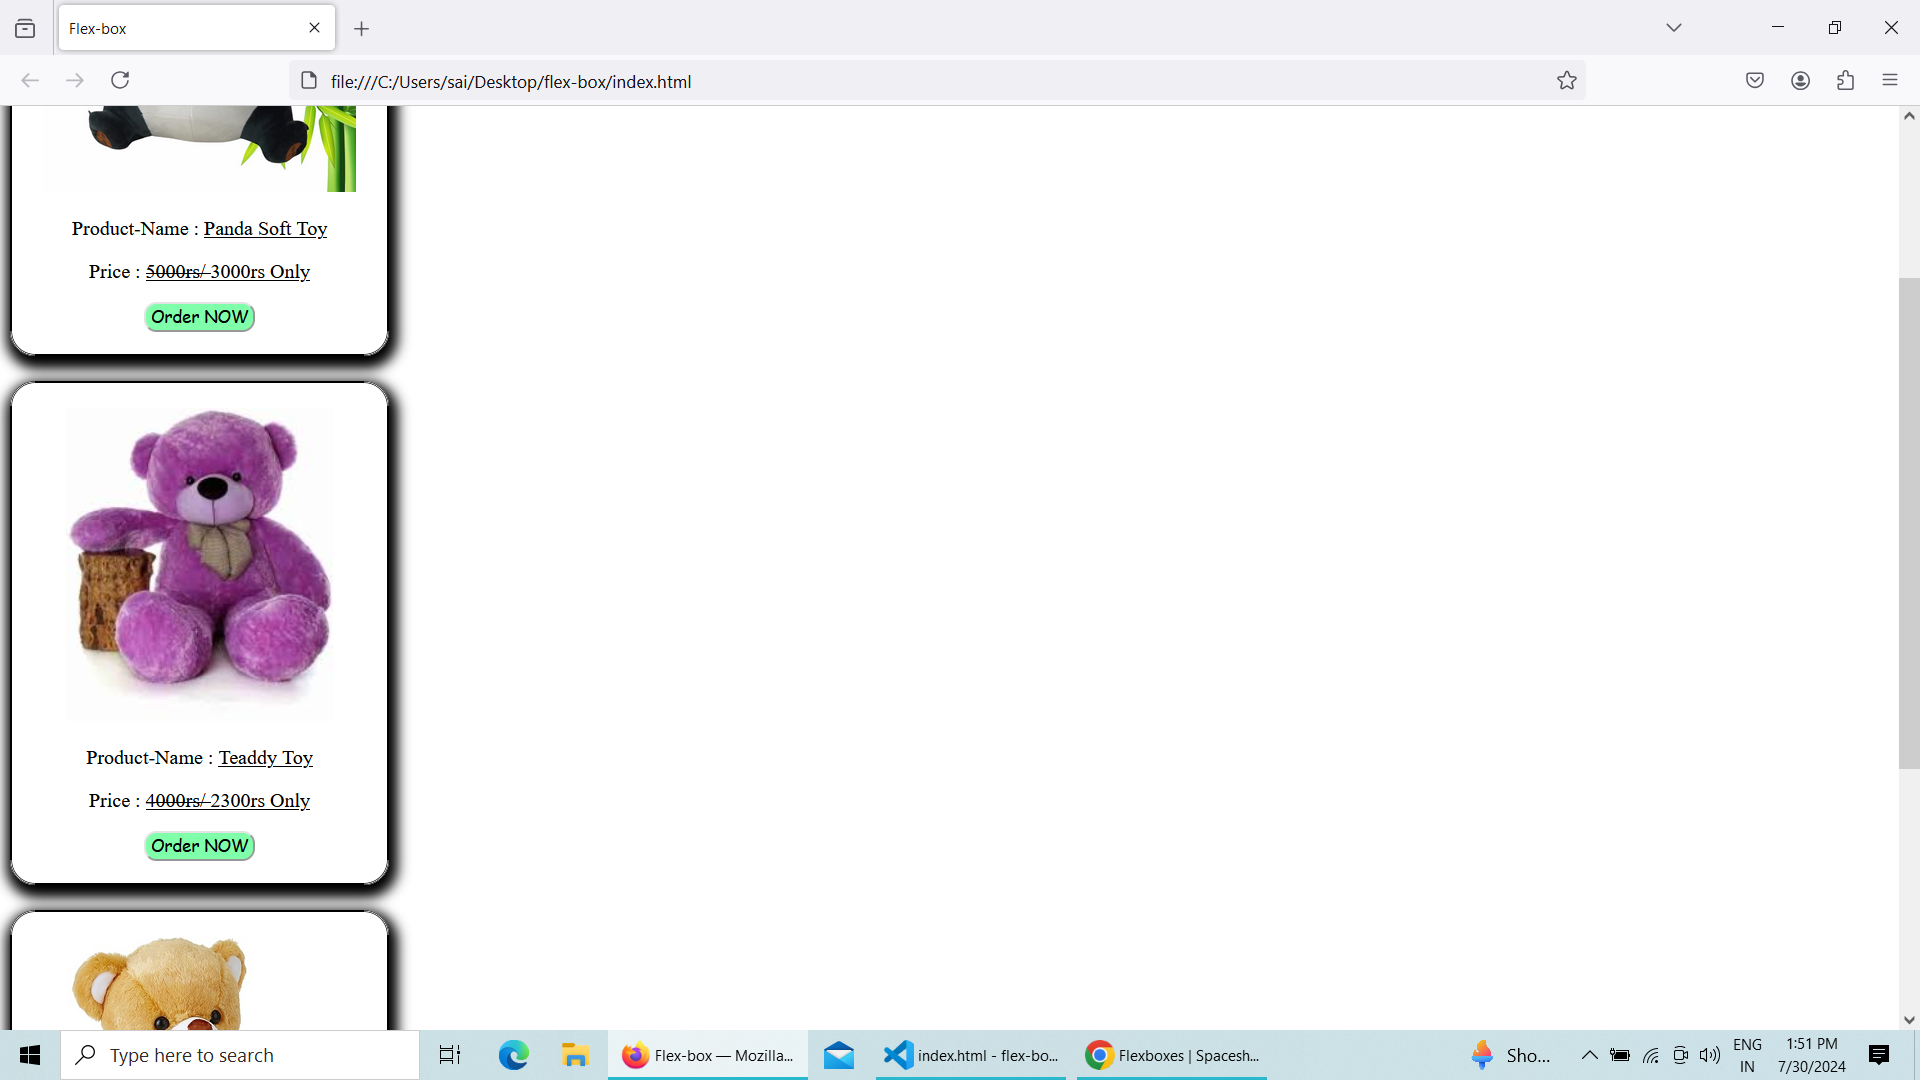 Flex-box
file:///C:/Users/sai/Desktop/flex-box/index.html
Product-Name : Panda Soft Toy
Price : 5000rs/ 3000rs Only
Order NOW
Product-Name : Teaddy Toy
Price : 4000rs/ 2300rs Only
Order NOW
Type here to search
Flex-box — Mozilla...
index.html - flex-bo...
Flexboxes | Spacesh...
Sho...
ENG
IN
1:51 PM
7/30/2024